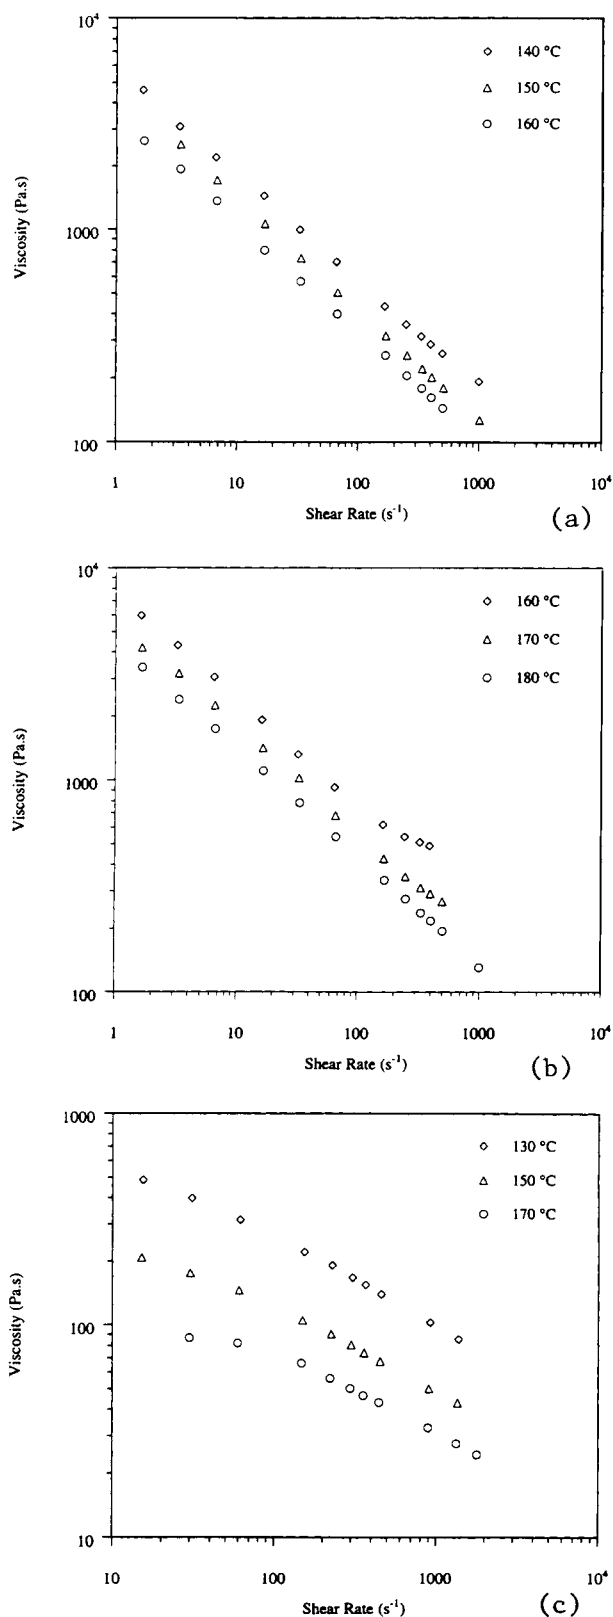 10⁴
1000
100
Viscosity (Pa.s)
140 °C
150 °C
160 °C
1 10 100 1000 10⁴
Shear Rate (s⁻¹)
(a)
10⁴
1000
100
Viscosity (Pa.s)
160 °C
170 °C
180 °C
1 10 100 1000 10⁴
Shear Rate (s⁻¹)
(b)
1000
100
10
Viscosity (Pa.s)
130 °C
150 °C
170 °C
10 100 1000 10⁴
Shear Rate (s⁻¹)
(c)